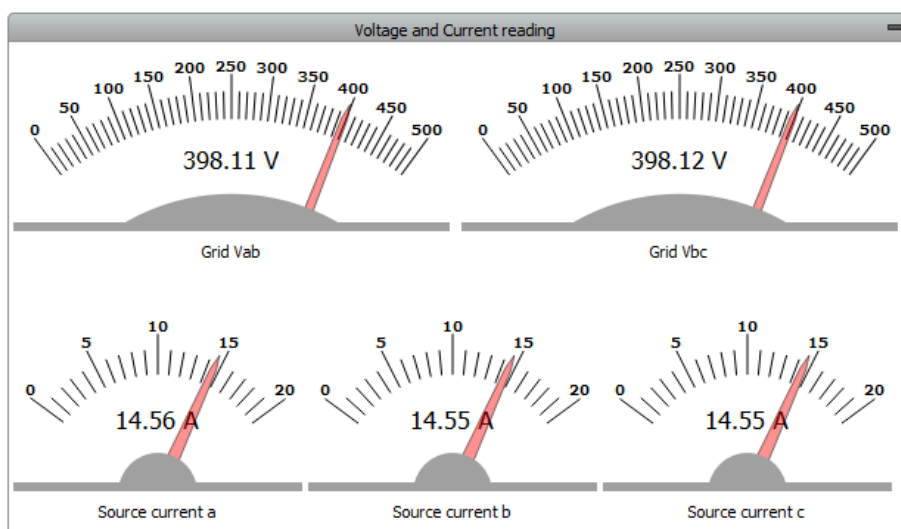 Voltage and Current reading
0 50 100 150 200 250 300 350 400 450 500
398.11 V
Grid Vab
0 50 100 150 200 250 300 350 400 450 500
398.12 V
Grid Vbc
0 5 10 15 20
14.56 A
Source current a
0 5 10 15 20
14.55 A
Source current b
0 5 10 15 20
14.55 A
Source current c